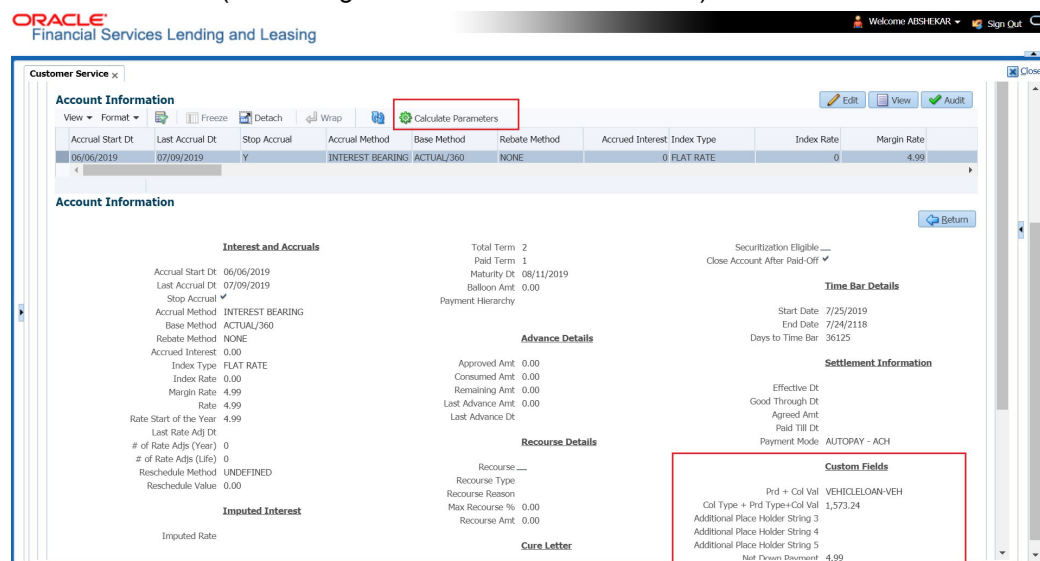 ORACLE
Financial Services Lending and Leasing
Welcome ABSHEKAR Sign Out
Customer Service x
Close
Account Information
Edit View Audit
View Format Freeze Detach Wrap Calculate Parameters
Accrual Start Dt Last Accrual Dt Stop Accrual Accrual Method Base Method Rebate Method Accrued Interest Index Type Index Rate Margin Rate
06/06/2019 07/09/2019 Y INTEREST BEARING ACTUAL/360 NONE 0 FLAT RATE 0 4.99
Account Information
Return
Interest and Accruals
Accrual Start Dt 06/06/2019
Last Accrual Dt 07/09/2019
Stop Accrual
Accrual Method INTEREST BEARING
Base Method ACTUAL/360
Rebate Method NONE
Accrued Interest 0.00
Index Type FLAT RATE
Index Rate 0.00
Margin Rate 4.99
Rate 4.99
Rate Start of the Year 4.99
Last Rate Adj Dt
# of Rate Adjs (Year) 0
# of Rate Adjs (Life) 0
Reschedule Method UNDEFINED
Reschedule Value 0.00
Imputed Interest
Imputed Rate
Total Term 2
Paid Term 1
Maturity Dt 08/11/2019
Balloon Amt 0.00
Payment Hierarchy
Advance Details
Approved Amt 0.00
Consumed Amt 0.00
Remaining Amt 0.00
Last Advance Amt 0.00
Last Advance Dt
Recourse Details
Recourse
Recourse Type
Recourse Reason
Max Recourse % 0.00
Recourse Amt 0.00
Cure Letter
Securitization Eligible
Close Account After Paid-Off
Time Bar Details
Start Date 7/25/2019
End Date 7/24/2118
Days to Time Bar 36125
Settlement Information
Effective Dt
Good Through Dt
Agreed Amt
Paid Till Dt
Payment Mode AUTOPAY - ACH
Custom Fields
Prd + Col Val VEHICLELOAN-VEH
Col Type + Prd Type+Col Val 1,573.24
Additional Place Holder String 3
Additional Place Holder String 4
Additional Place Holder String 5
Net Down Payment 4.99